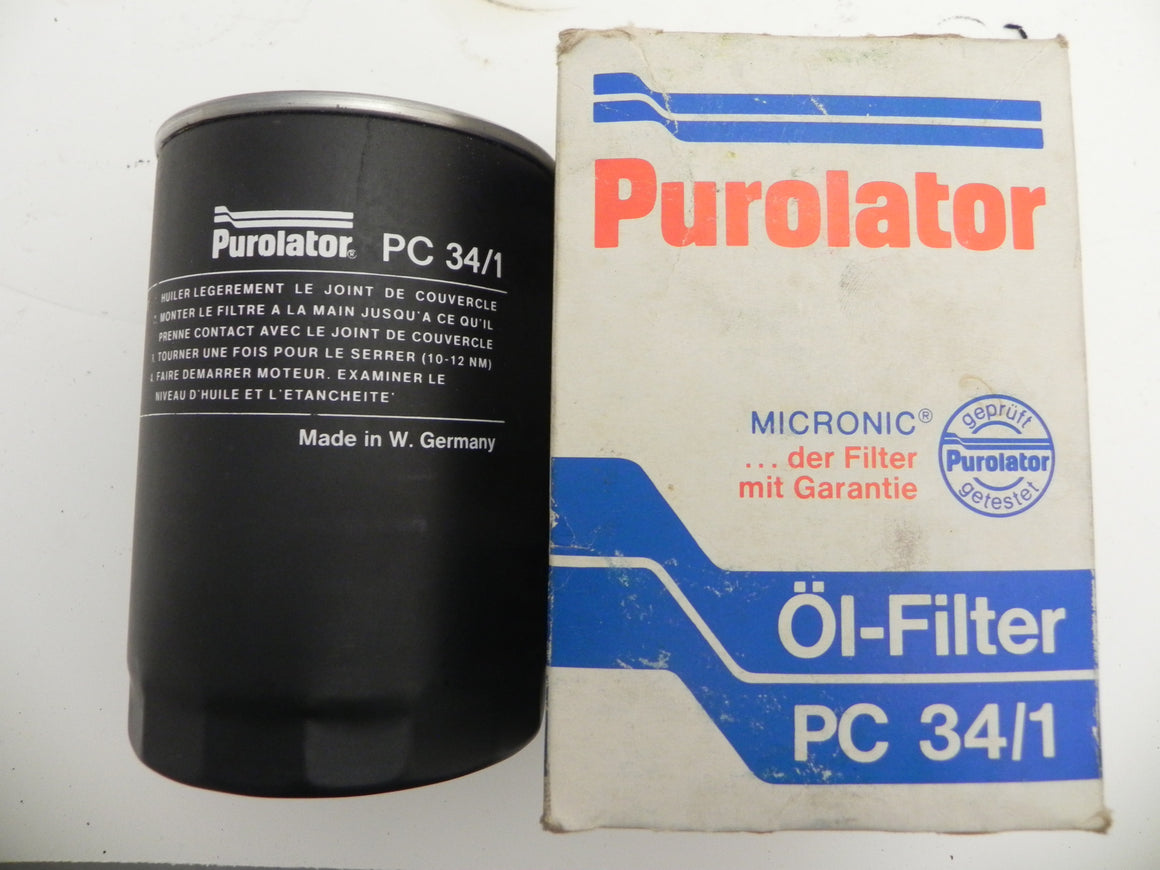 Purolator® PC 34/1
HUILER LEGEREMENT LE JOINT DE COUVERCLE
MONTER LE FILTRE A LA MAIN JUSQU'A CE QU'IL
PRENNE CONTACT AVEC LE JOINT DE COUVERCLE
3. TOURNER UNE FOIS POUR LE SERRER (10-12 NM)
4. FAIRE DEMARRER MOTEUR. EXAMINER LE
NIVEAU D'HUILE ET L'ETANCHEITE'
Made in W. Germany
Purolator
MICRONIC®
... der Filter
mit Garantie
geprüft
Purolator
getestet
Öl-Filter
PC 34/1